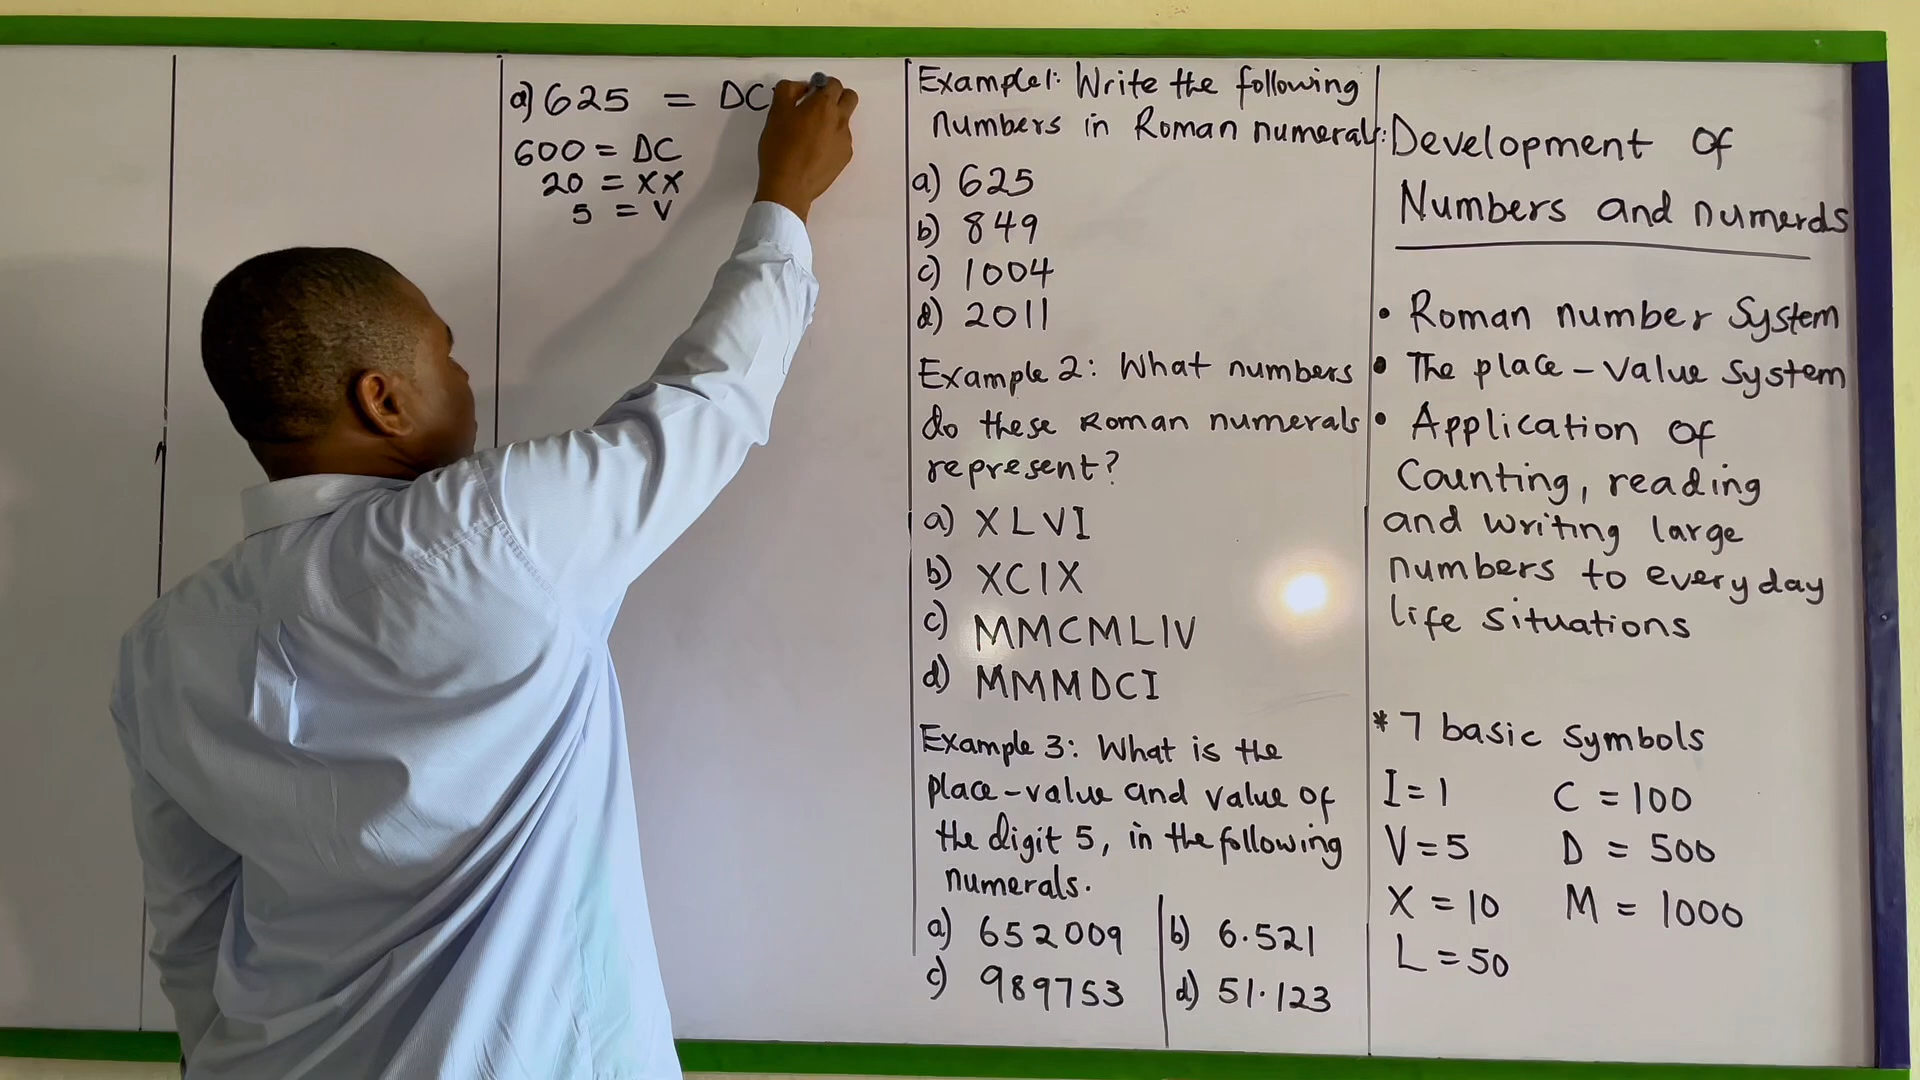 a) 625 = DC
600 = DC
20 = XX
5 = V
Example1: Write the following
numbers in Roman numerals:
a) 625
b) 849
c) 1004
d) 2011
Example 2: What numbers
do these Roman numerals
represent?
a) XLVI
b) XCIX
c) MMCMLIV
d) MMMDCI
Example 3: What is the
place-value and value of
the digit 5, in the following
numerals.
a) 652009
b) 6.521
c) 989753
d) 51.123
Development of
Numbers and numerals
• Roman number System
• The place-value System
• Application of
Counting, reading
and writing large
numbers to everyday
life situations
* 7 basic symbols
I = 1 C = 100
V = 5 D = 500
X = 10 M = 1000
L = 50